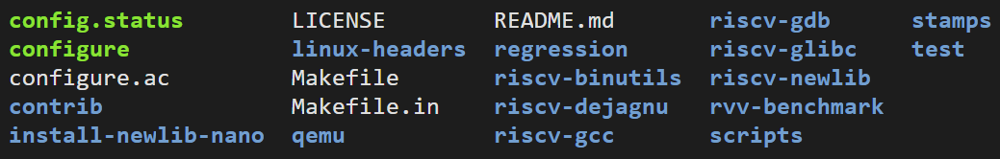 config.status LICENSE README.md riscv-gdb stamps
configure linux-headers regression riscv-glibc test
configure.ac Makefile riscv-binutils riscv-newlib
contrib Makefile.in riscv-dejagnu rvv-benchmark
install-newlib-nano qemu riscv-gcc scripts